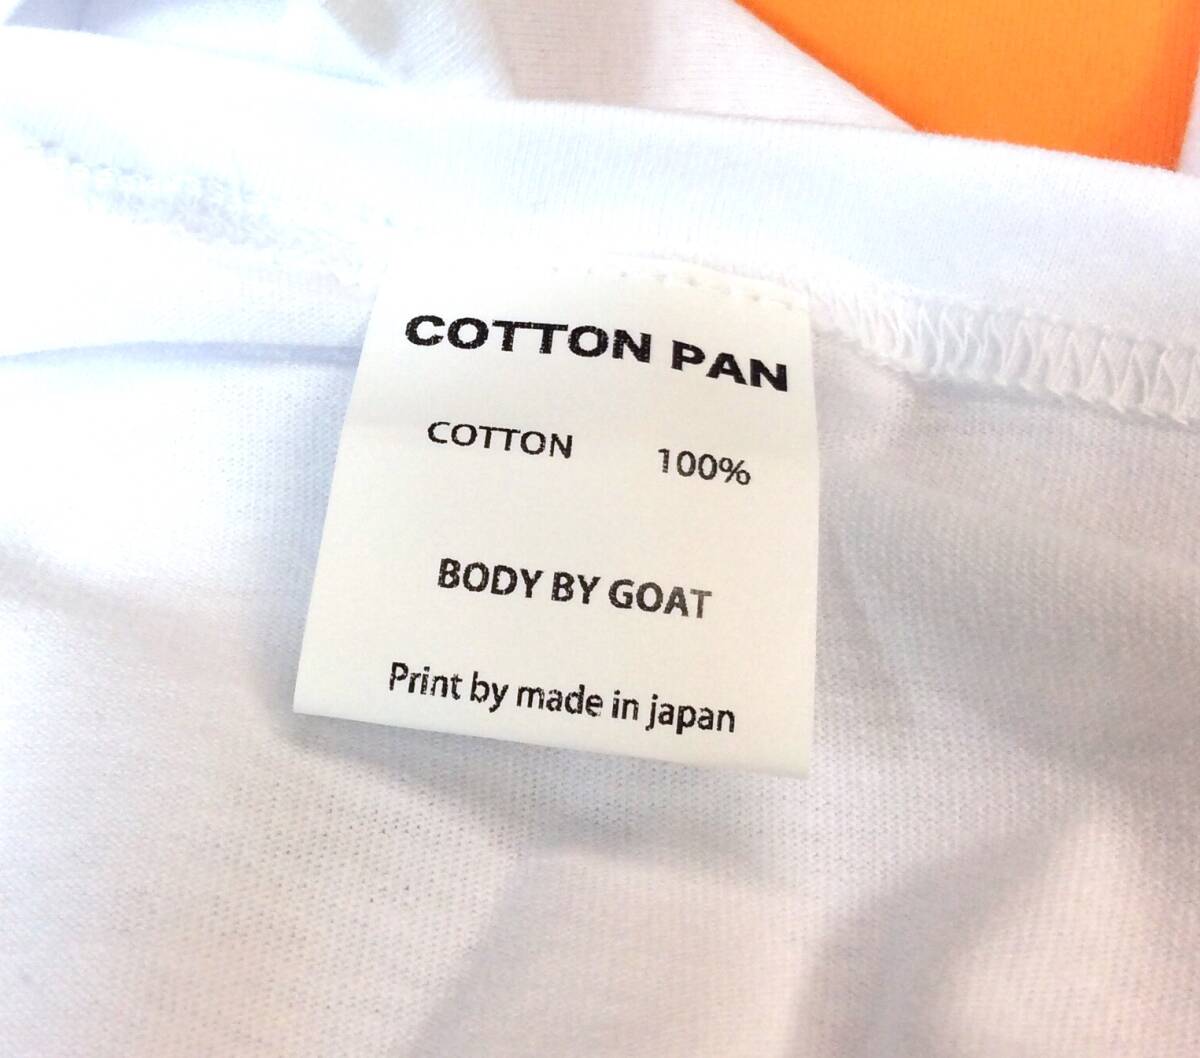 COTTON PAN
COTTON 100%
BODY BY GOAT
Print by made in japan